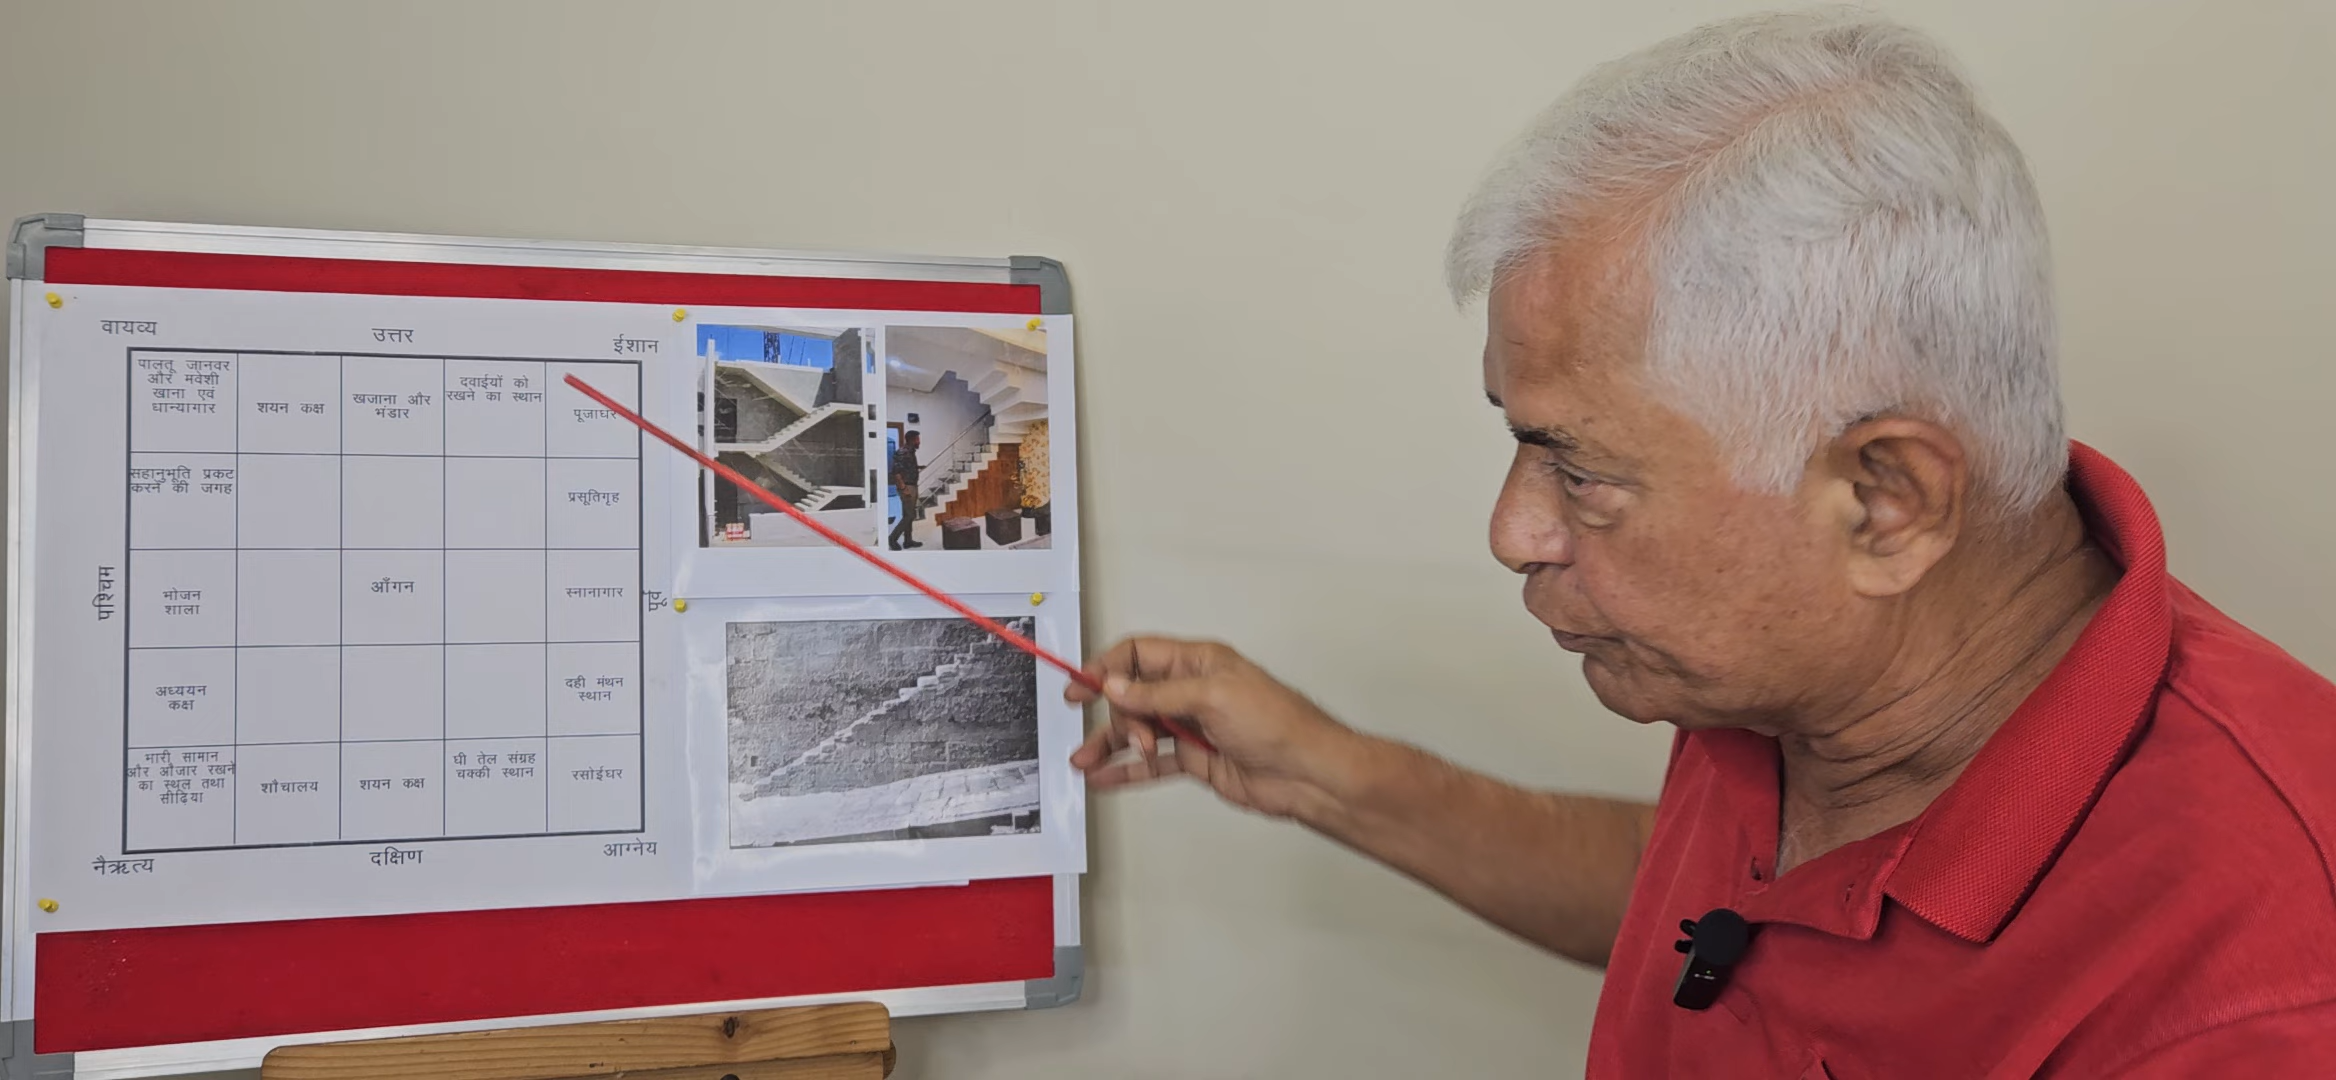 वायव्य
उत्तर
ईशान
पालतू जानवर
और मवेशी
खाना एवं
धान्यागार
शयन कक्ष
खजाना और
भंडार
दवाईयों को
रखने का स्थान
पूजाघर
सहानुभूति प्रकट
करने की जगह
प्रसूतिगृह
पश्चिम
भोजन
शाला
आँगन
स्नानागार
पूर्व
अध्ययन
कक्ष
दही मंथन
स्थान
भारी सामान
और औजार रखने
का स्थल तथा
सीढ़िया
शौचालय
शयन कक्ष
घी तेल संग्रह
चक्की स्थान
रसोईघर
नैऋत्य
दक्षिण
आग्नेय